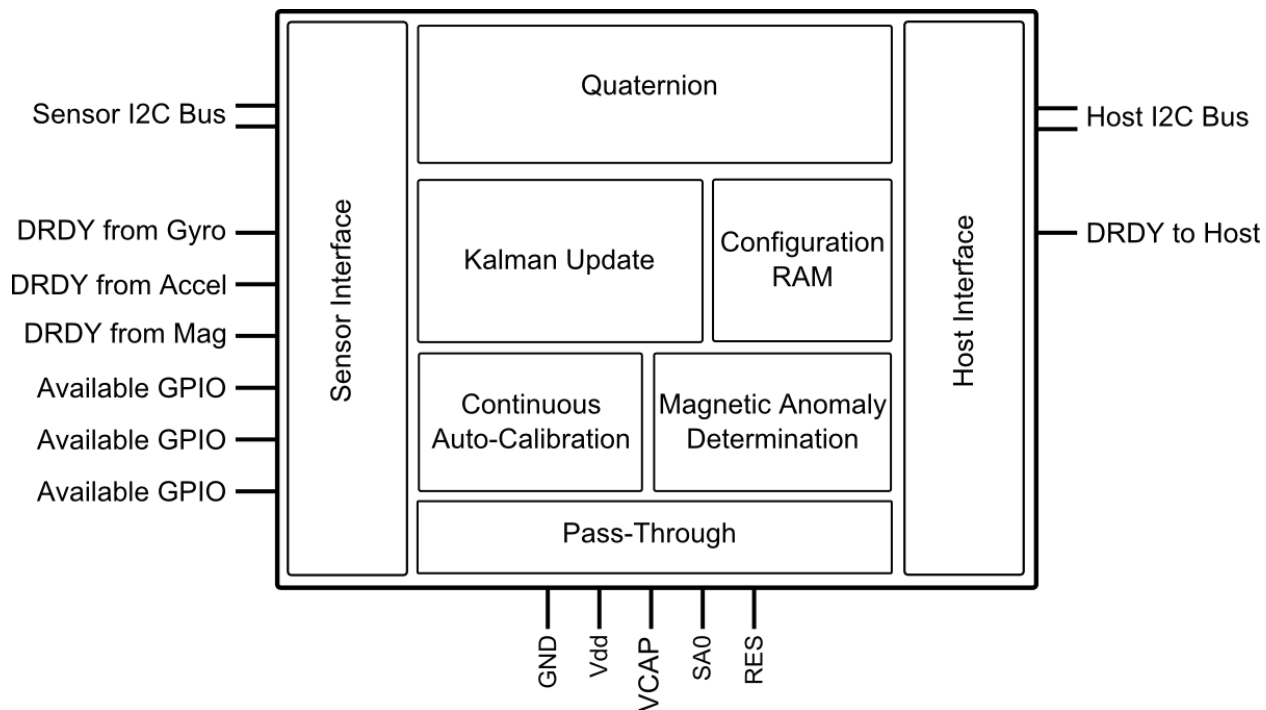 Quaternion
Sensor I2C Bus
Host I2C Bus
DRDY from Gyro
DRDY to Host
DRDY from Accel
DRDY from Mag
Available GPIO
Available GPIO
Available GPIO
Sensor Interface
Kalman Update
Configuration
RAM
Host Interface
Continuous
Auto-Calibration
Magnetic Anomaly
Determination
Pass-Through
GND
Vdd
VCAP
SA0
RES